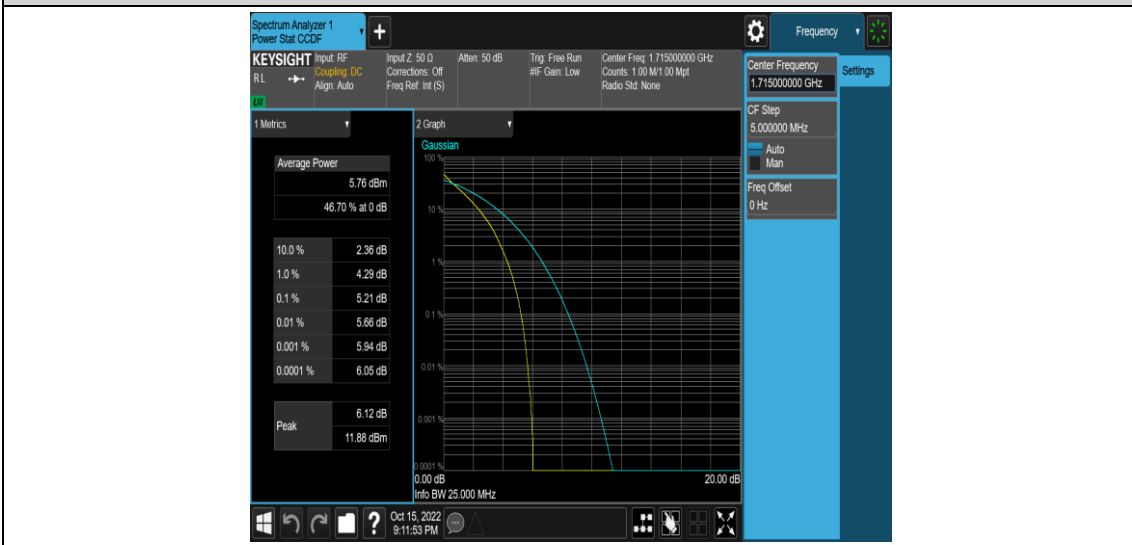 Spectrum Analyzer 1
Power Stat CCDF
+
Frequency
KEYSIGHT
RL
LXI
Input: RF
Coupling: DC
Align: Auto
Input Z: 50 Ω
Corrections: Off
Freq Ref: Int (S)
Atten: 50 dB
Trig: Free Run
#IF Gain: Low
Center Freq: 1.715000000 GHz
Counts: 1.00 M/1.00 Mpt
Radio Std: None
Center Frequency
1.715000000 GHz
Settings
CF Step
5.000000 MHz
Auto
Man
Freq Offset
0 Hz
1 Metrics
Average Power
5.76 dBm
46.70 % at 0 dB
10.0 % 2.36 dB
1.0 % 4.29 dB
0.1 % 5.21 dB
0.01 % 5.66 dB
0.001 % 5.94 dB
0.0001 % 6.05 dB
Peak
6.12 dB
11.88 dBm
2 Graph
Gaussian
100 %
10 %
1 %
0.1 %
0.01 %
0.001 %
0.0001 %
0.00 dB 20.00 dB
Info BW 25.000 MHz
?
Oct 15, 2022
9:11:53 PM